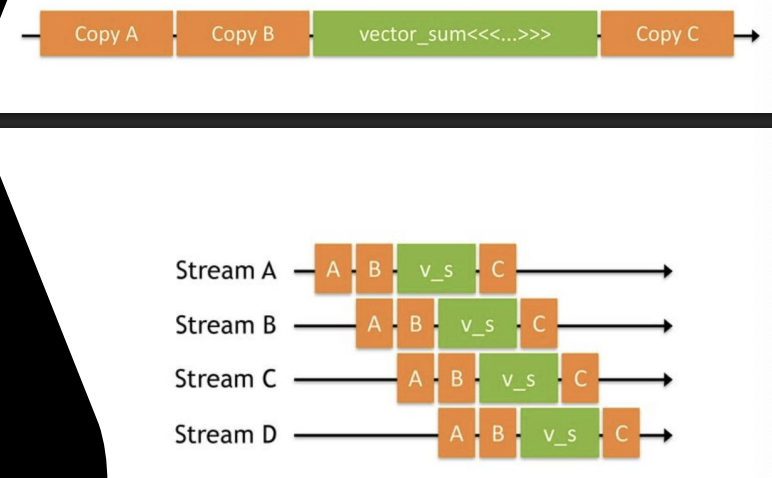 Copy A Copy B vector_sum<<<...>>> Copy C
Stream A A B v_s C
Stream B A B v_s C
Stream C A B v_s C
Stream D A B v_s C